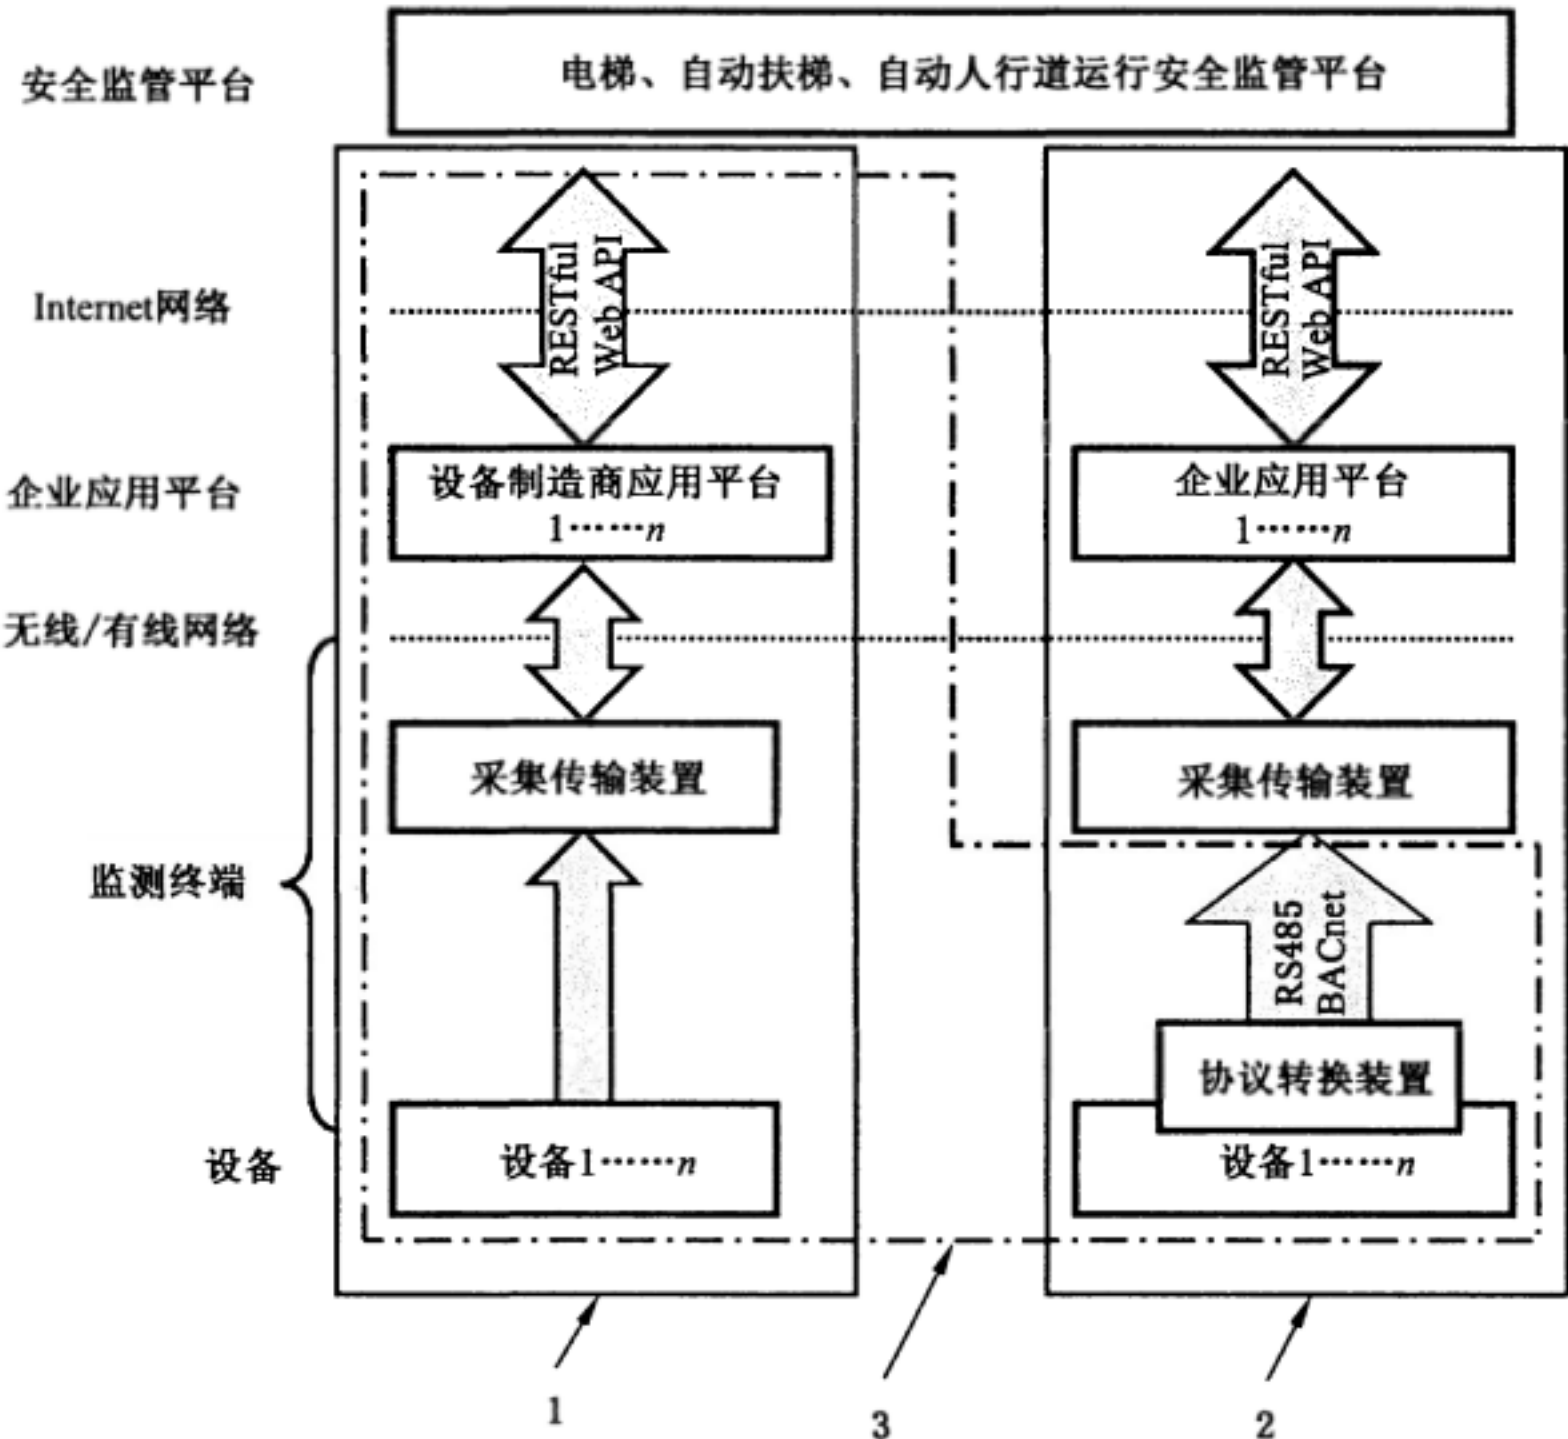 安全监管平台
电梯、自动扶梯、自动人行道运行安全监管平台
Internet网络
RESTful
Web API
RESTful
Web API
企业应用平台
设备制造商应用平台
1……n
企业应用平台
1……n
无线/有线网络
采集传输装置
采集传输装置
监测终端
RS485
BACnet
协议转换装置
设备
设备1……n
设备1……n
1
3
2